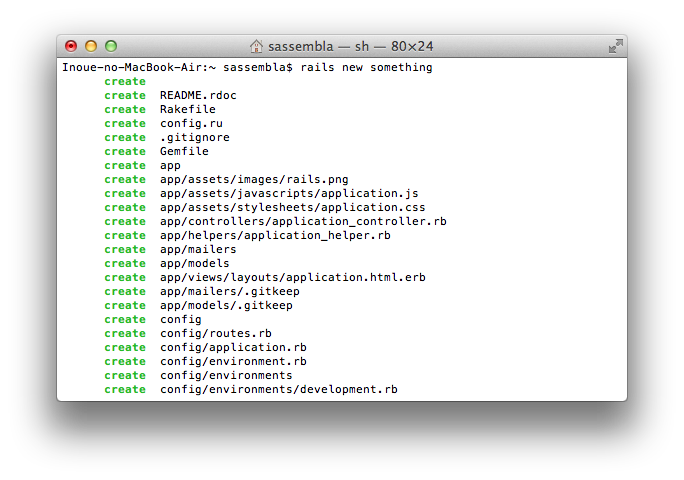 sassembla — sh — 80×24
Inoue-no-MacBook-Air:~ sassembla$ rails new something
create
create README.rdoc
create Rakefile
create config.ru
create .gitignore
create Gemfile
create app
create app/assets/images/rails.png
create app/assets/javascripts/application.js
create app/assets/stylesheets/application.css
create app/controllers/application_controller.rb
create app/helpers/application_helper.rb
create app/mailers
create app/models
create app/views/layouts/application.html.erb
create app/mailers/.gitkeep
create app/models/.gitkeep
create config
create config/routes.rb
create config/application.rb
create config/environment.rb
create config/environments
create config/environments/development.rb